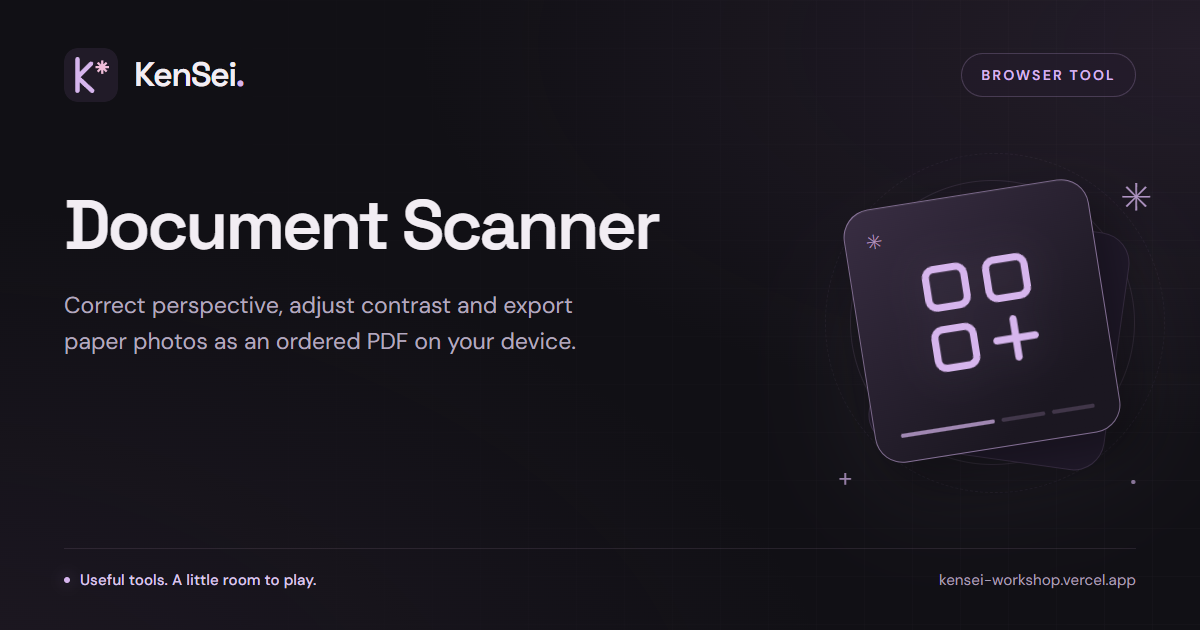 K*
KenSei.
BROWSER TOOL
Document Scanner
Correct perspective, adjust contrast and export
paper photos as an ordered PDF on your device.
Useful tools. A little room to play.
kensei-workshop.vercel.app